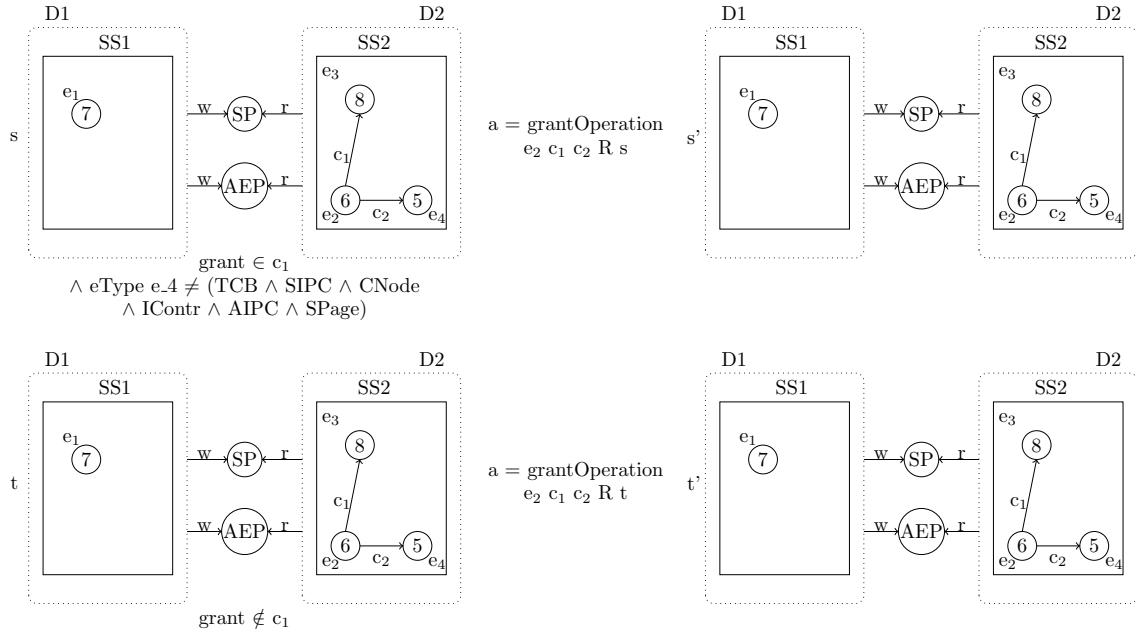 D1 D2 D1 D2
SS1 SS2 SS1 SS2
e₃ e₃
e₁ 8 e₁ 8
7 w SP r 7 w SP r
a = grantOperation
s e₂ c₁ c₂ R s s'
c₁ c₁
w AEP r w AEP r
6 5 6 5
e₂ c₂ e₄ e₂ c₂ e₄
grant ∈ c₁
∧ eType e_4 ≠ (TCB ∧ SIPC ∧ CNode
∧ IContr ∧ AIPC ∧ SPage)
D1 D2 D1 D2
SS1 SS2 SS1 SS2
e₃ e₃
e₁ 8 e₁ 8
7 w SP r 7 w SP r
a = grantOperation
t e₂ c₁ c₂ R t t'
c₁ c₁
w AEP r w AEP r
6 5 6 5
e₂ c₂ e₄ e₂ c₂ e₄
grant ∉ c₁